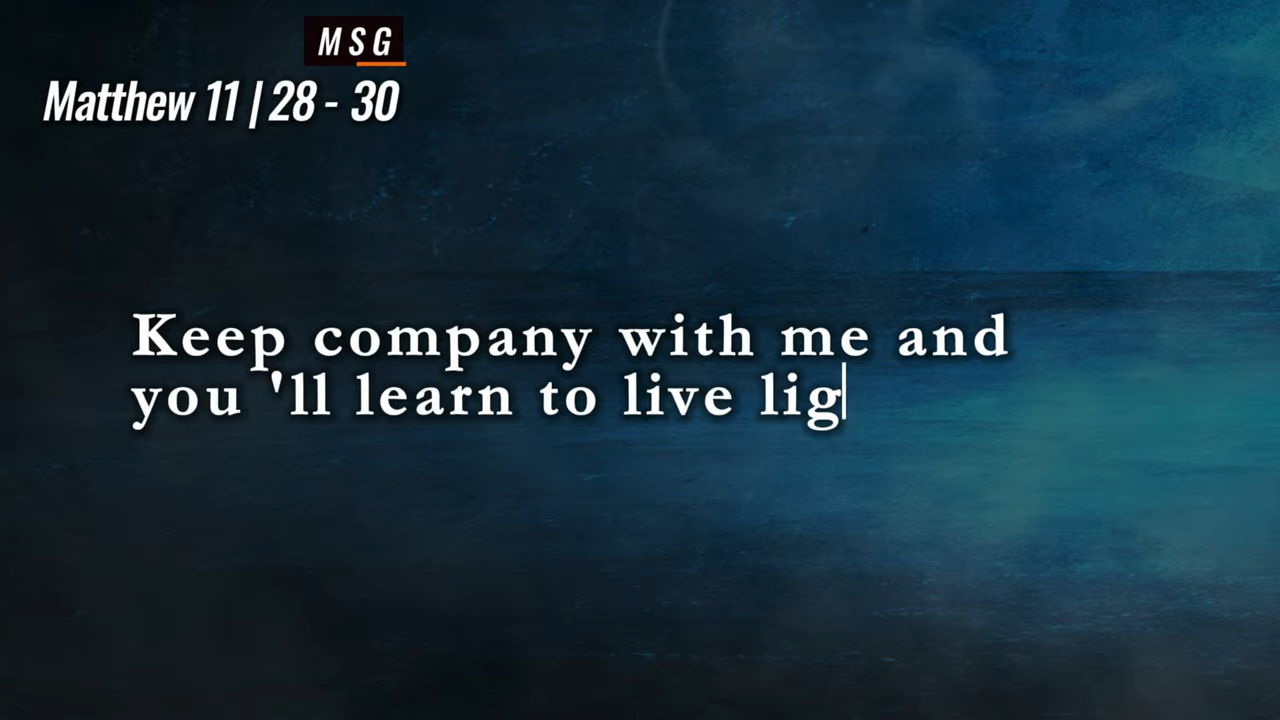 MSG
Matthew 11 | 28 - 30
Keep company with me and
you 'll learn to live lig